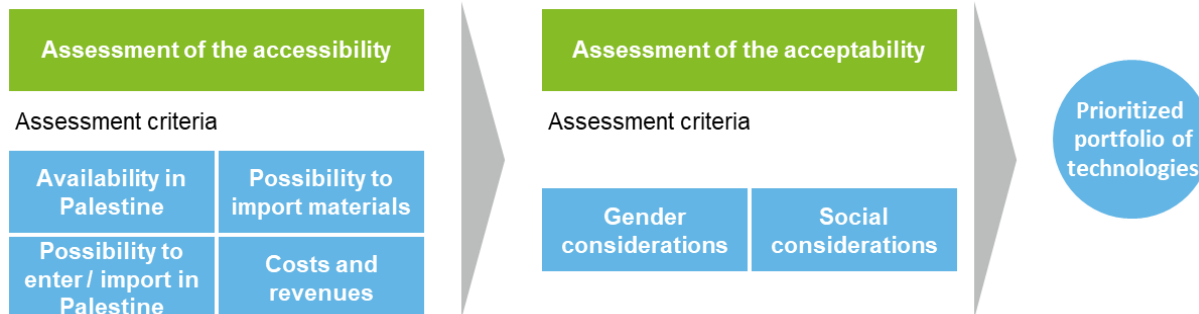 Assessment of the accessibility
Assessment criteria
Availability in
Palestine
Possibility to
import materials
Possibility to
enter / import in
Palestine
Costs and
revenues
Assessment of the acceptability
Assessment criteria
Gender
considerations
Social
considerations
Prioritized
portfolio of
technologies